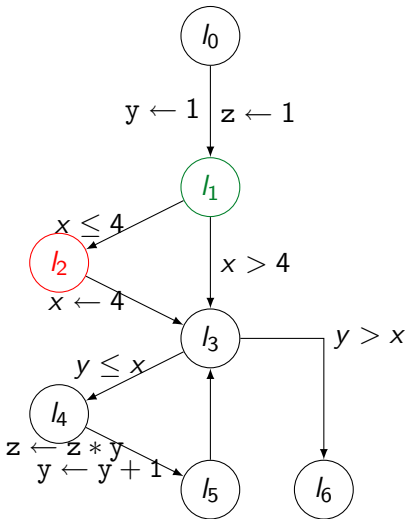 l0
y ← 1 z ← 1
l1
x ≤ 4
x > 4
l2
x ← 4
l3
y > x
y ≤ x
l4
z ← z * y
y ← y + 1
l5
l6